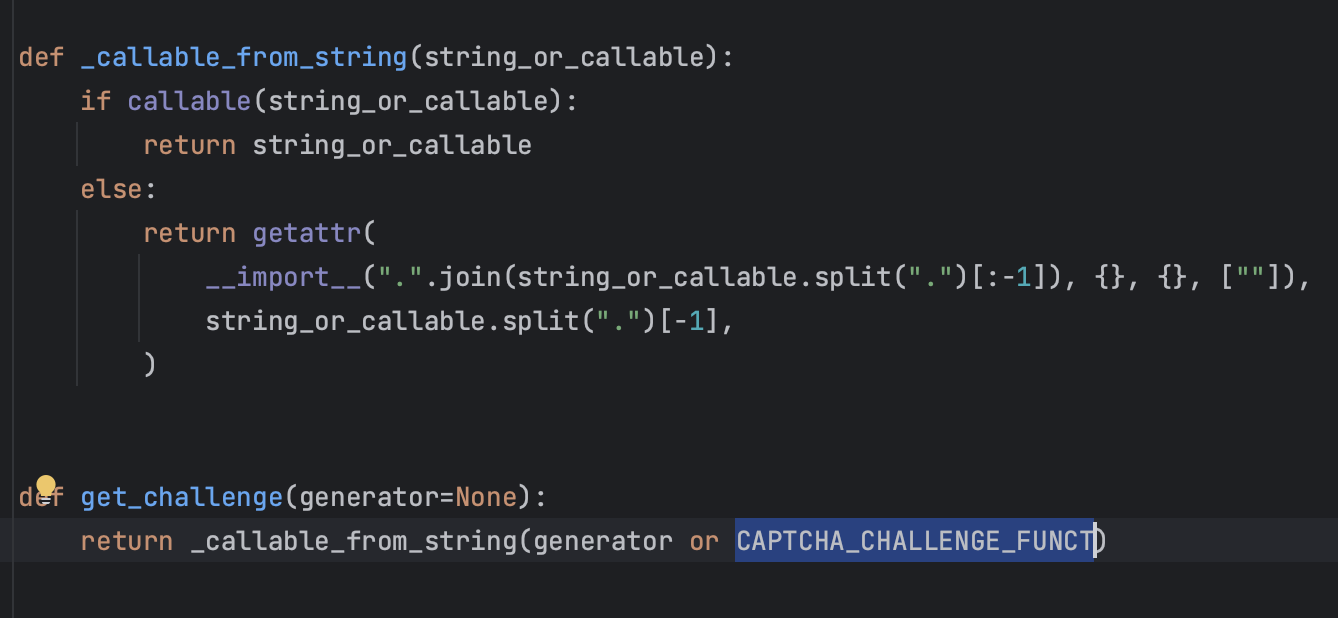 def _callable_from_string(string_or_callable):
    if callable(string_or_callable):
        return string_or_callable
    else:
        return getattr(
            __import__(".".join(string_or_callable.split(".")[:-1]), {}, {}, [""]),
            string_or_callable.split(".")[-1],
        )
def get_challenge(generator=None):
    return _callable_from_string(generator or CAPTCHA_CHALLENGE_FUNCT)